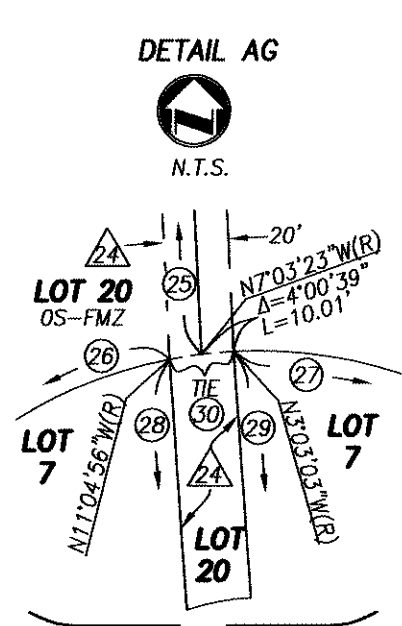 DETAIL AG
N.T.S.
24
20'
25
N7°03'23"W(R)
Δ=4°00'39"
L=10.01'
LOT 20
OS-FMZ
26
27
TIE
30
28
29
LOT
7
LOT
7
N11°04'56"W(R)
N3°03'03"W(R)
24
LOT
20